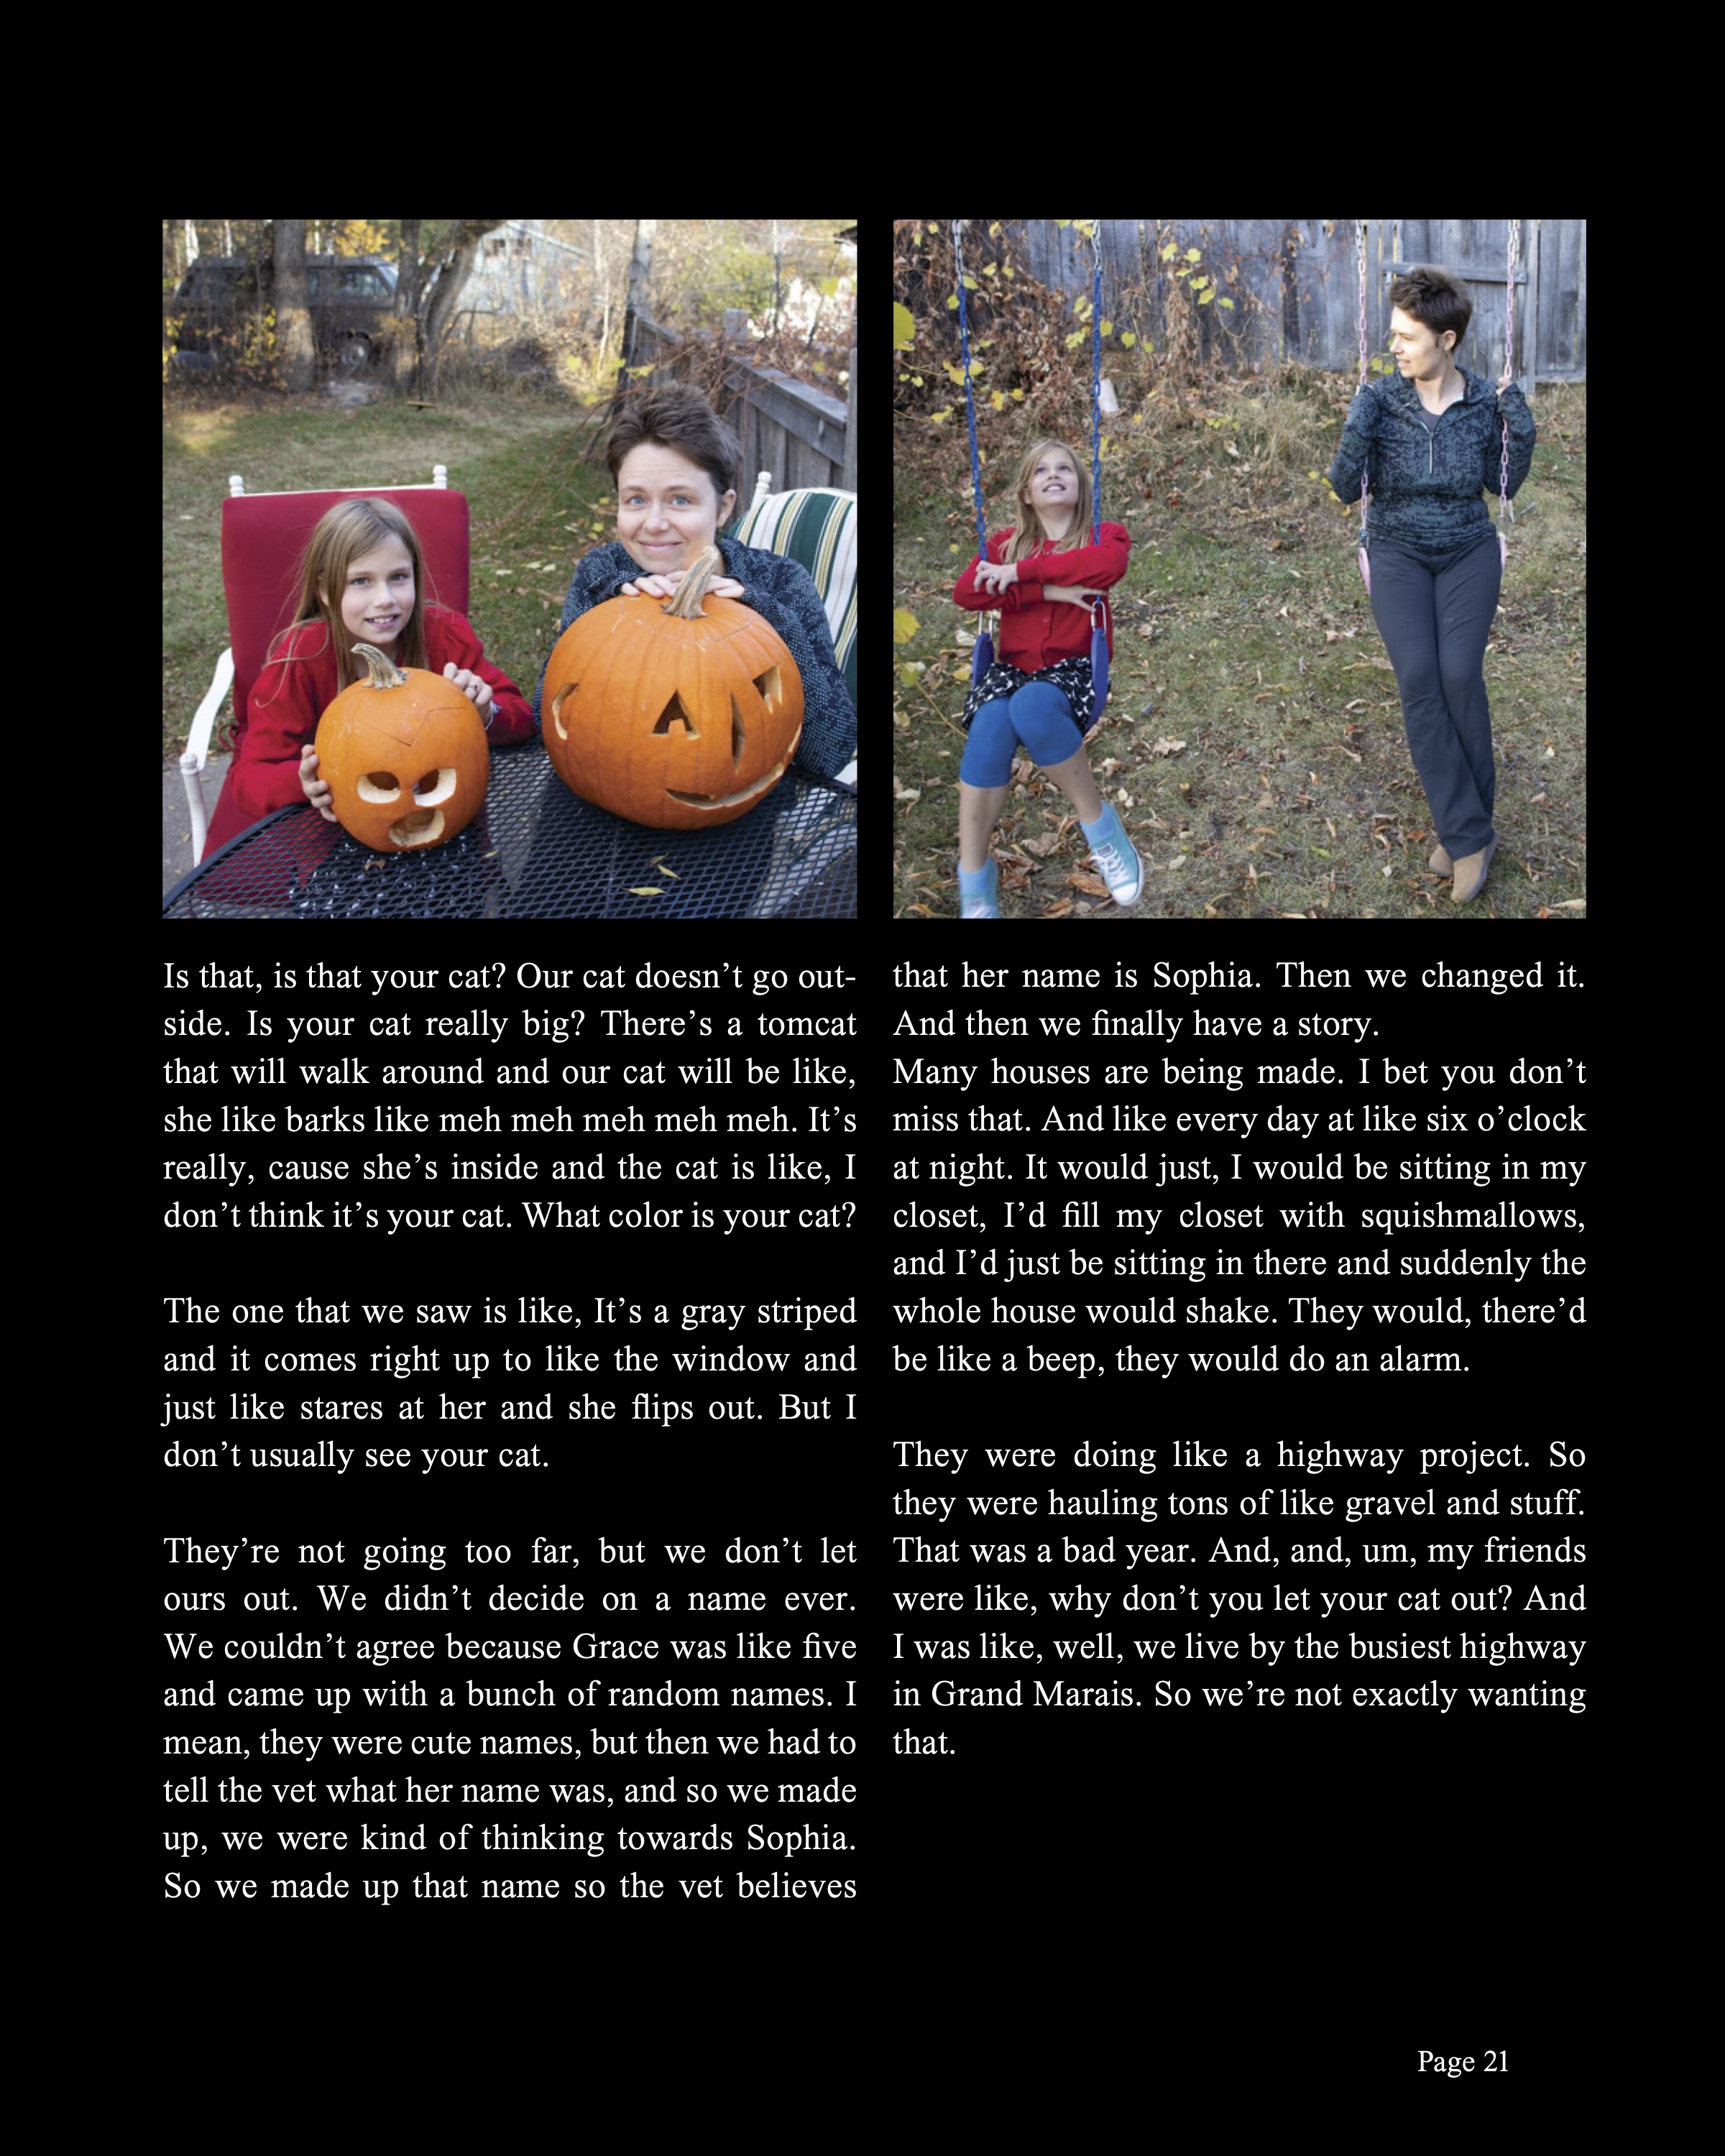 Is that, is that your cat? Our cat doesn’t go out-
side. Is your cat really big? There’s a tomcat
that will walk around and our cat will be like,
she like barks like meh meh meh meh meh. It’s
really, cause she’s inside and the cat is like, I
don’t think it’s your cat. What color is your cat?
The one that we saw is like, It’s a gray striped
and it comes right up to like the window and
just like stares at her and she flips out. But I
don’t usually see your cat.
They’re not going too far, but we don’t let
ours out. We didn’t decide on a name ever.
We couldn’t agree because Grace was like five
and came up with a bunch of random names. I
mean, they were cute names, but then we had to
tell the vet what her name was, and so we made
up, we were kind of thinking towards Sophia.
So we made up that name so the vet believes
that her name is Sophia. Then we changed it.
And then we finally have a story.
Many houses are being made. I bet you don’t
miss that. And like every day at like six o’clock
at night. It would just, I would be sitting in my
closet, I’d fill my closet with squishmallows,
and I’d just be sitting in there and suddenly the
whole house would shake. They would, there’d
be like a beep, they would do an alarm.
They were doing like a highway project. So
they were hauling tons of like gravel and stuff.
That was a bad year. And, and, um, my friends
were like, why don’t you let your cat out? And
I was like, well, we live by the busiest highway
in Grand Marais. So we’re not exactly wanting
that.
Page 21